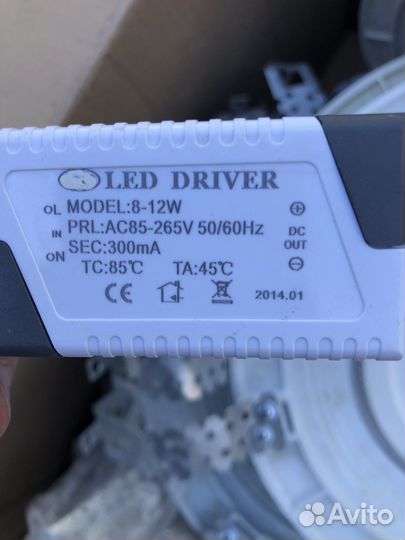 LED DRIVER
OL MODEL:8-12W
IN PRL:AC85-265V 50/60Hz
ON SEC:300mA
TC:85℃ TA:45℃
DC
OUT
CE
2014.01
Avito